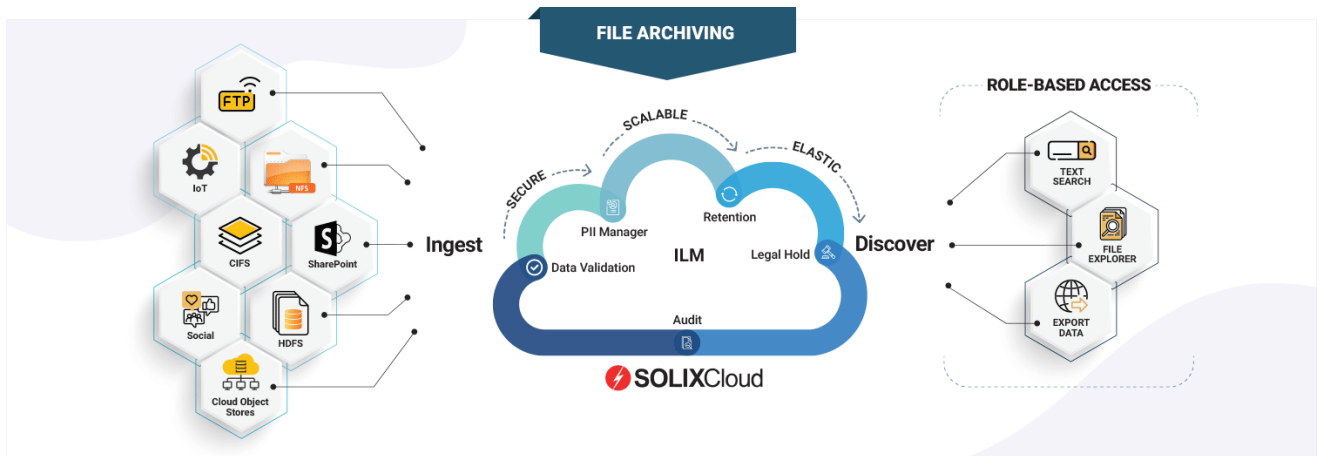 FILE ARCHIVING
FTP
IoT
NFS
CIFS
SharePoint
Social
HDFS
Cloud Object
Stores
Ingest
SECURE
SCALABLE
ELASTIC
PII Manager
Retention
Data Validation
ILM
Legal Hold
Audit
SOLIXCloud
Discover
ROLE-BASED ACCESS
TEXT
SEARCH
FILE
EXPLORER
EXPORT
DATA